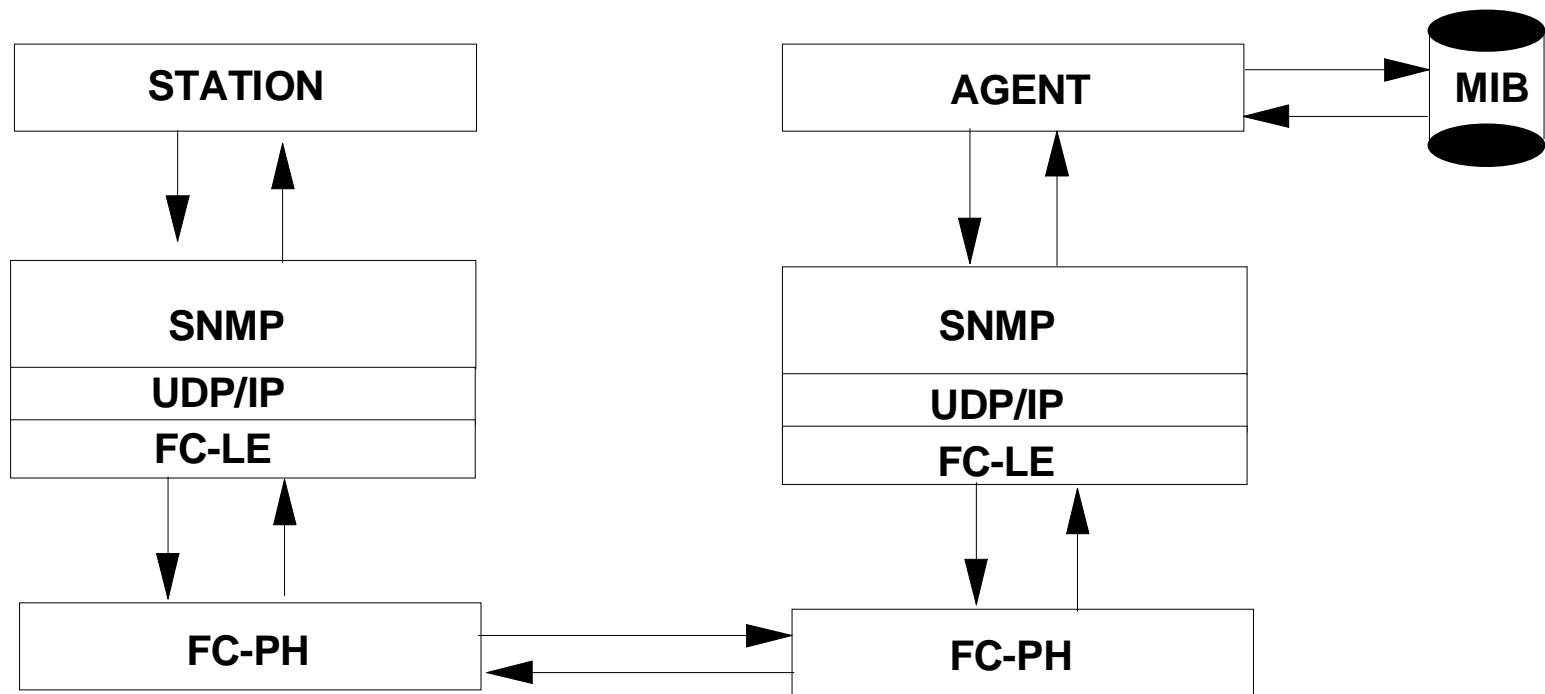 STATION
SNMP
UDP/IP
FC-LE
FC-PH
AGENT
MIB
SNMP
UDP/IP
FC-LE
FC-PH